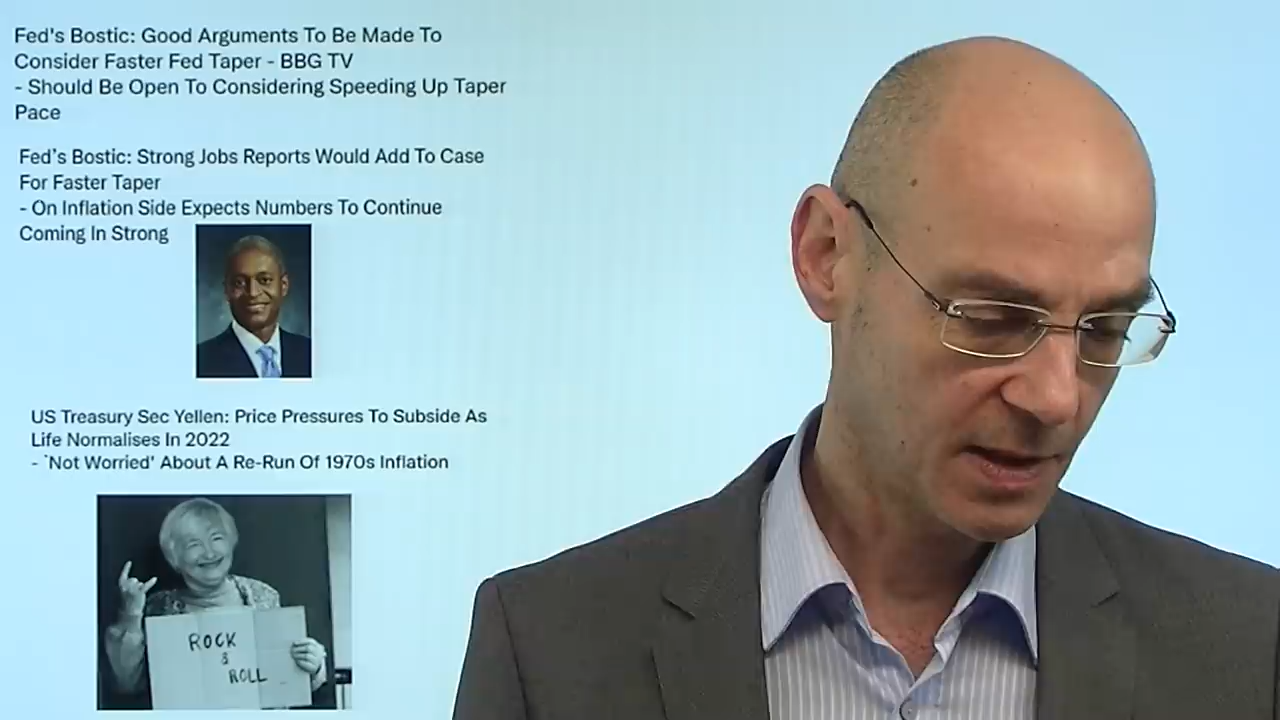 Fed's Bostic: Good Arguments To Be Made To
Consider Faster Fed Taper - BBG TV
- Should Be Open To Considering Speeding Up Taper
Pace
Fed's Bostic: Strong Jobs Reports Would Add To Case
For Faster Taper
- On Inflation Side Expects Numbers To Continue
Coming In Strong
US Treasury Sec Yellen: Price Pressures To Subside As
Life Normalises In 2022
- `Not Worried' About A Re-Run Of 1970s Inflation
ROCK
&
ROLL